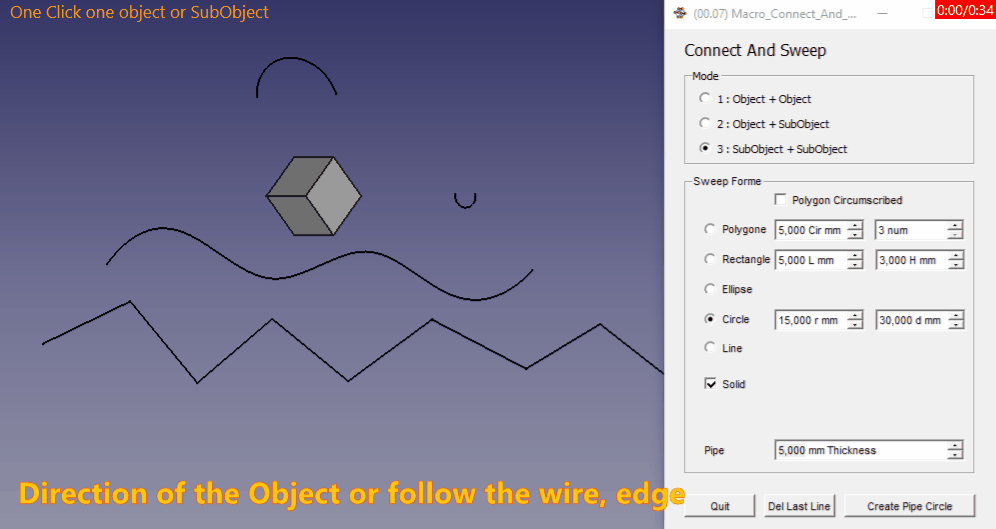 One Click one object or SubObject
(00.07) Macro_Connect_And_...
0:00/0:34
Connect And Sweep
Mode
1 : Object + Object
2 : Object + SubObject
3 : SubObject + SubObject
Sweep Forme
Polygon Circumscribed
Polygone 5,000 Cir mm 3 num
Rectangle 5,000 L mm 3,000 H mm
Ellipse
Circle 15,000 r mm 30,000 d mm
Line
Solid
Pipe 5,000 mm Thickness
Direction of the Object or follow the wire, edge
Quit Del Last Line Create Pipe Circle